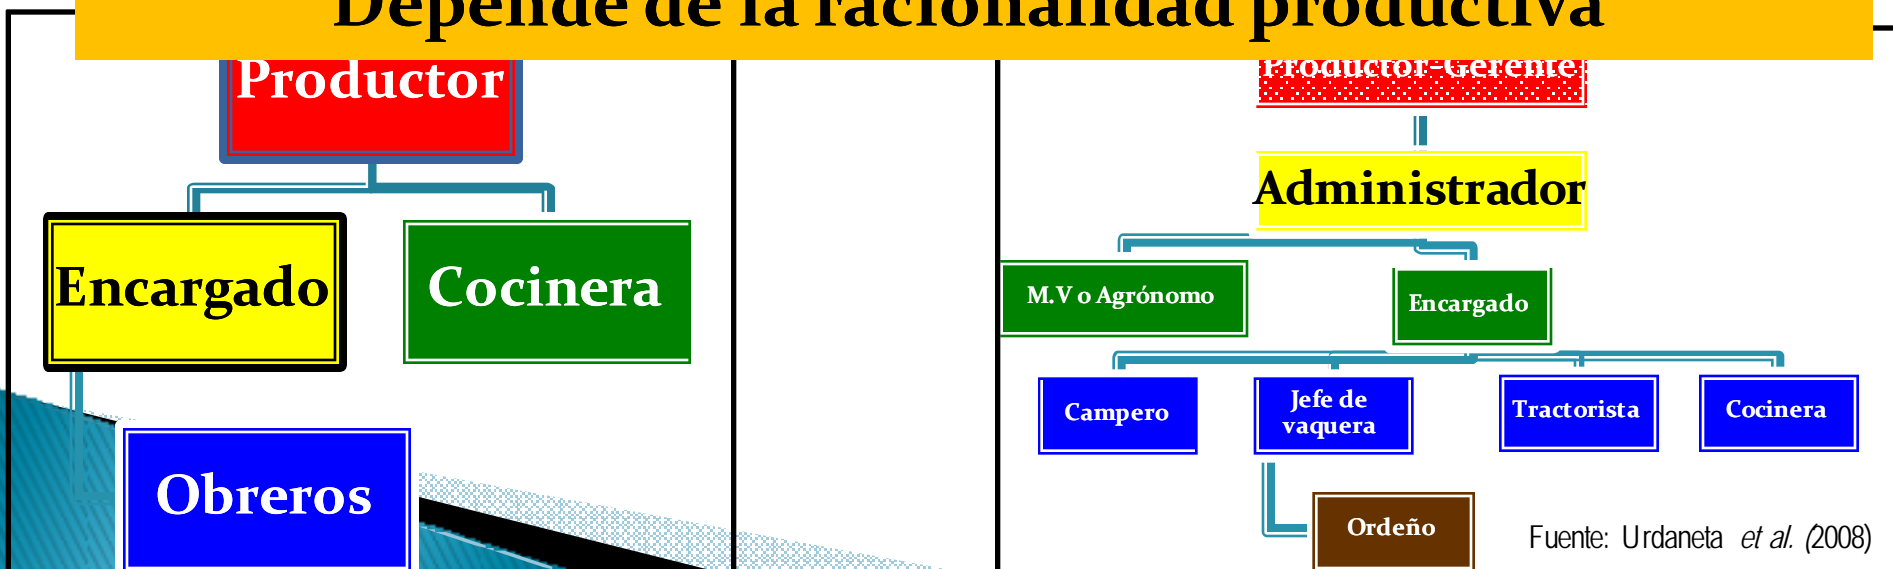 Depende de la racionalidad productiva
Productor
Encargado
Cocinera
Obreros
Productor-Gerente
Administrador
M.V o Agrónomo
Encargado
Campero
Jefe de
vaquera
Tractorista
Cocinera
Ordeño
Fuente: Urdaneta et al. (2008)